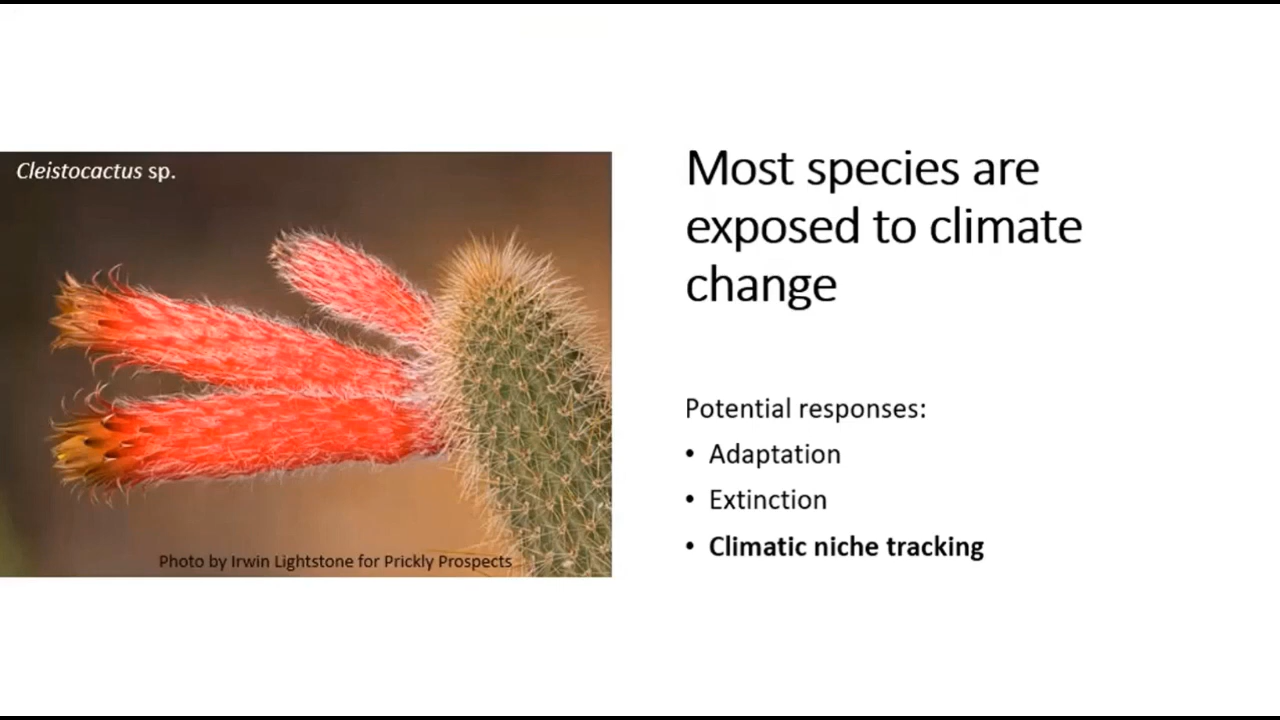 Cleistocactus sp.
Photo by Irwin Lightstone for Prickly Prospects
Most species are
exposed to climate
change
Potential responses:
• Adaptation
• Extinction
• Climatic niche tracking